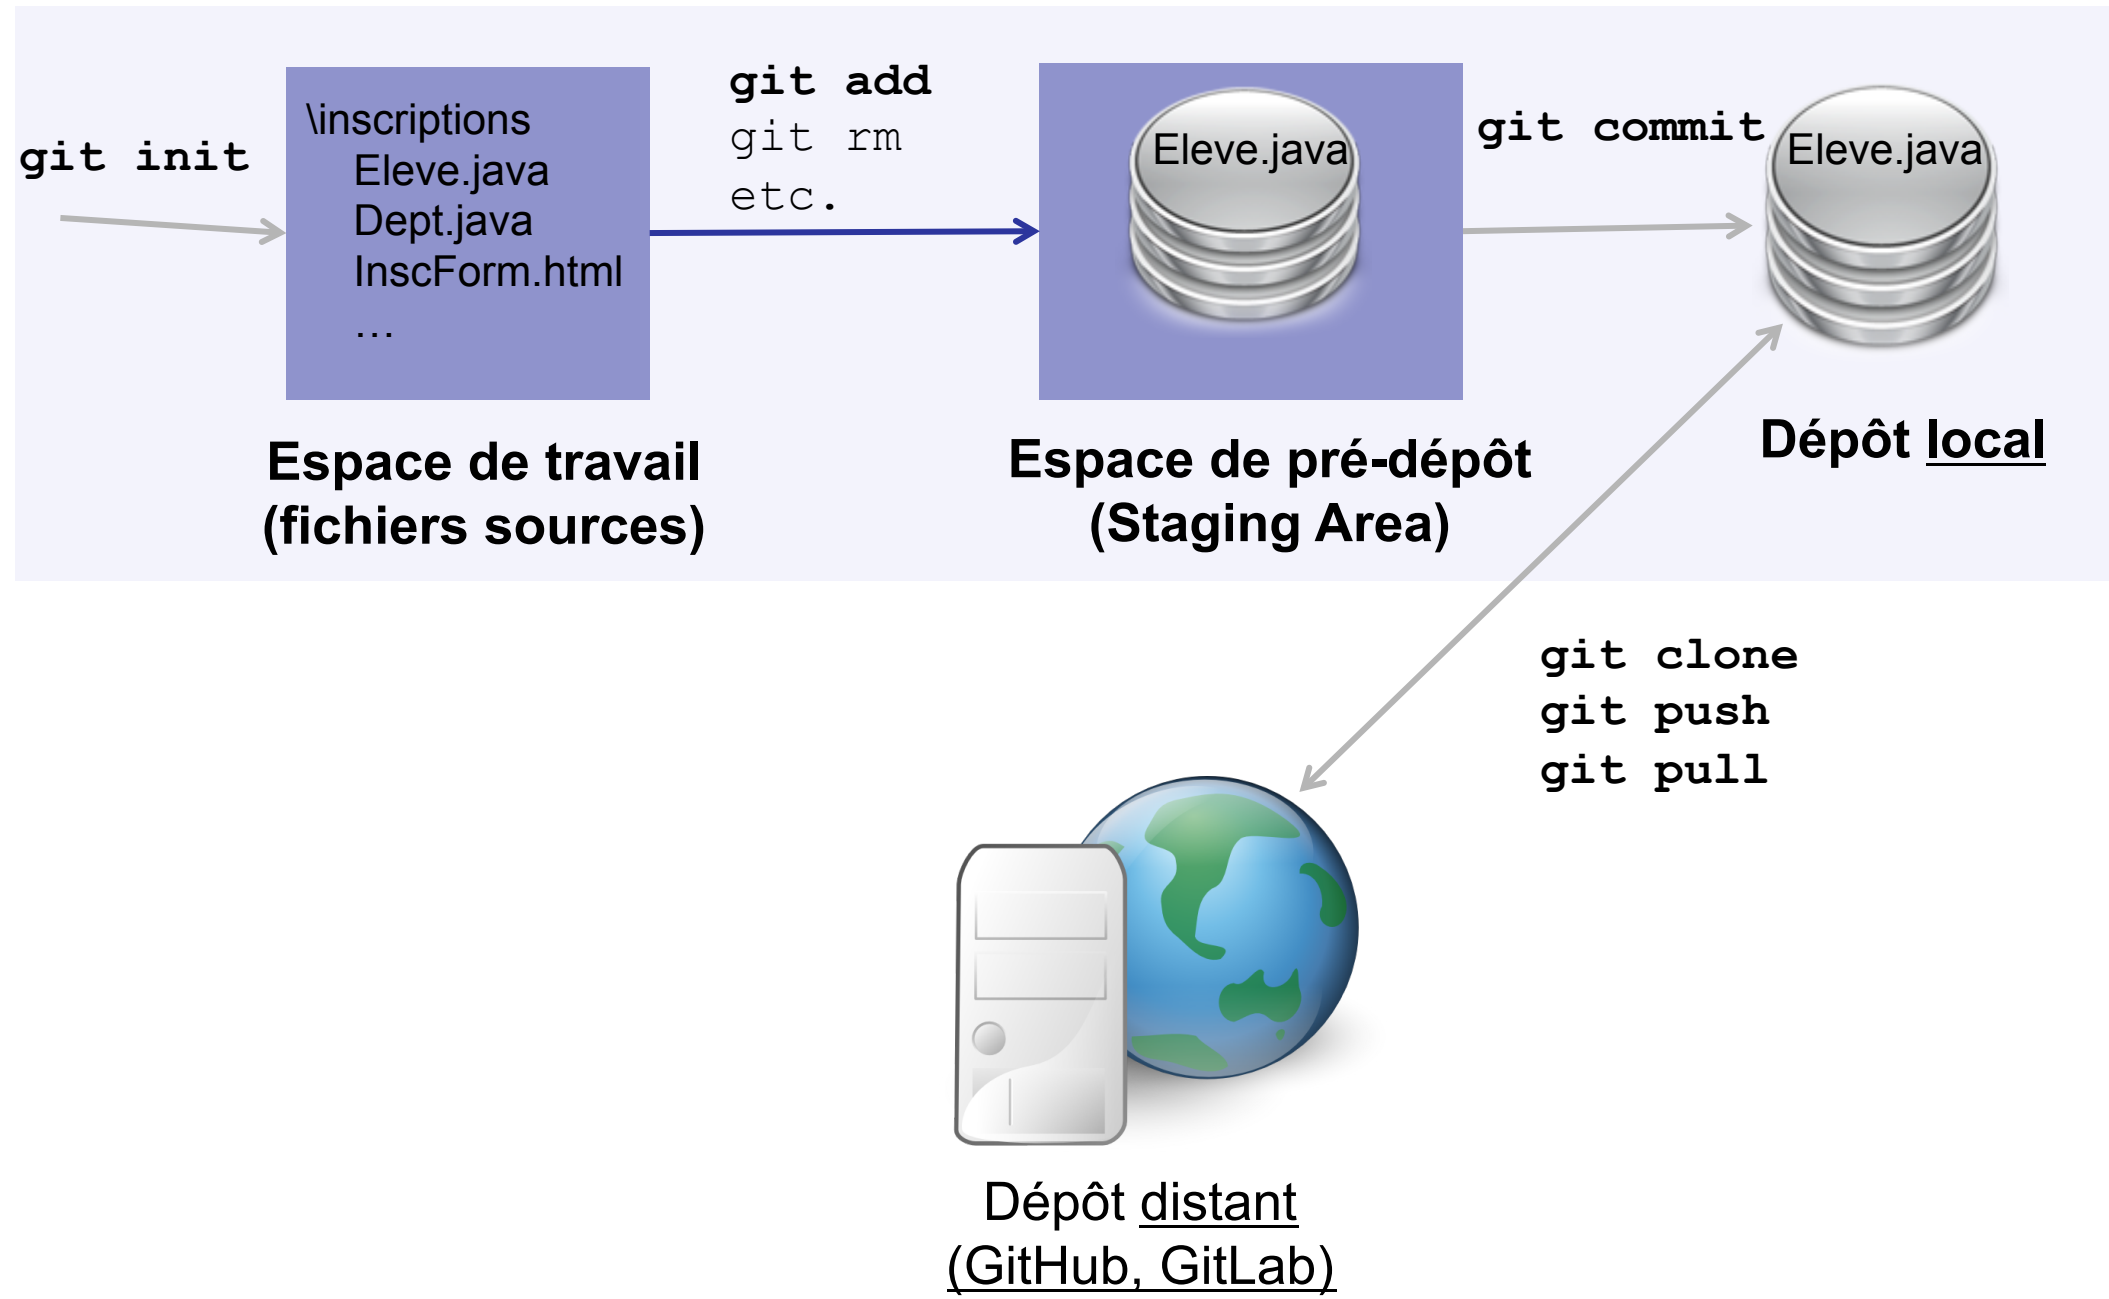 git init
\inscriptions
Eleve.java
Dept.java
InscForm.html
…
git add
git rm
etc.
Eleve.java
git commit
Eleve.java
Espace de travail
(fichiers sources)
Espace de pré-dépôt
(Staging Area)
Dépôt local
git clone
git push
git pull
Dépôt distant
(GitHub, GitLab)